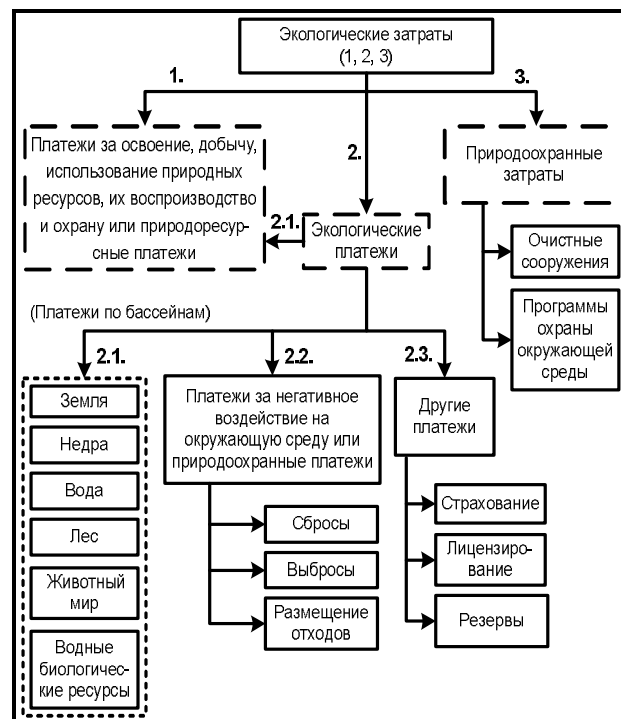 Экологические затраты
(1, 2, 3)
1.
3.
2.
Платежи за освоение, добычу,
использование природных
ресурсов, их воспроизводство
и охрану или природоресур-
сные платежи
Природоохранные
затраты
2.1.
Экологические
платежи
Очистные
сооружения
Программы
охраны
окружающей
среды
(Платежи по бассейнам)
2.1.
2.2.
2.3.
Земля
Недра
Вода
Лес
Животный
мир
Водные
биологичес-
кие ресурсы
Платежи за негативное
воздействие на
окружающую среду или
природоохранные платежи
Сбросы
Выбросы
Размещение
отходов
Другие
платежи
Страхование
Лицензиро-
вание
Резервы